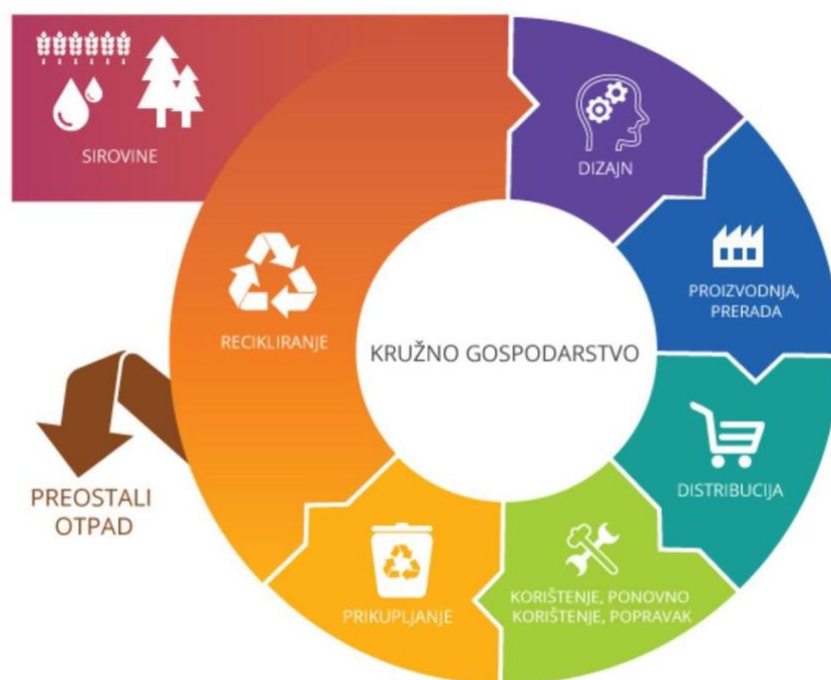 SIROVINE
DIZAJN
PROIZVODNJA,
PRERADA
RECIKLIRANJE
KRUŽNO GOSPODARSTVO
DISTRIBUCIJA
PREOSTALI
OTPAD
KORIŠTENJE, PONOVNO
KORIŠTENJE, POPRAVAK
PRIKUPLJANJE